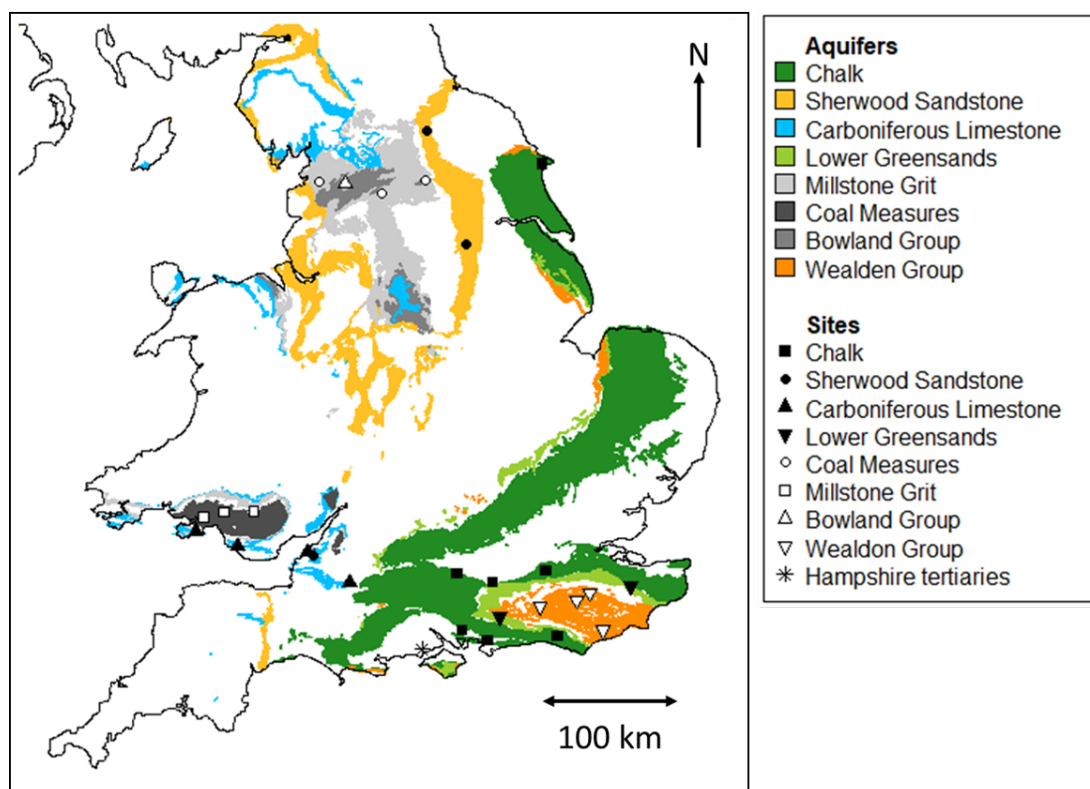 N
100 km
Aquifers
Chalk
Sherwood Sandstone
Carboniferous Limestone
Lower Greensands
Millstone Grit
Coal Measures
Bowland Group
Wealden Group
Sites
Chalk
Sherwood Sandstone
Carboniferous Limestone
Lower Greensands
Coal Measures
Millstone Grit
Bowland Group
Wealdon Group
Hampshire tertiaries